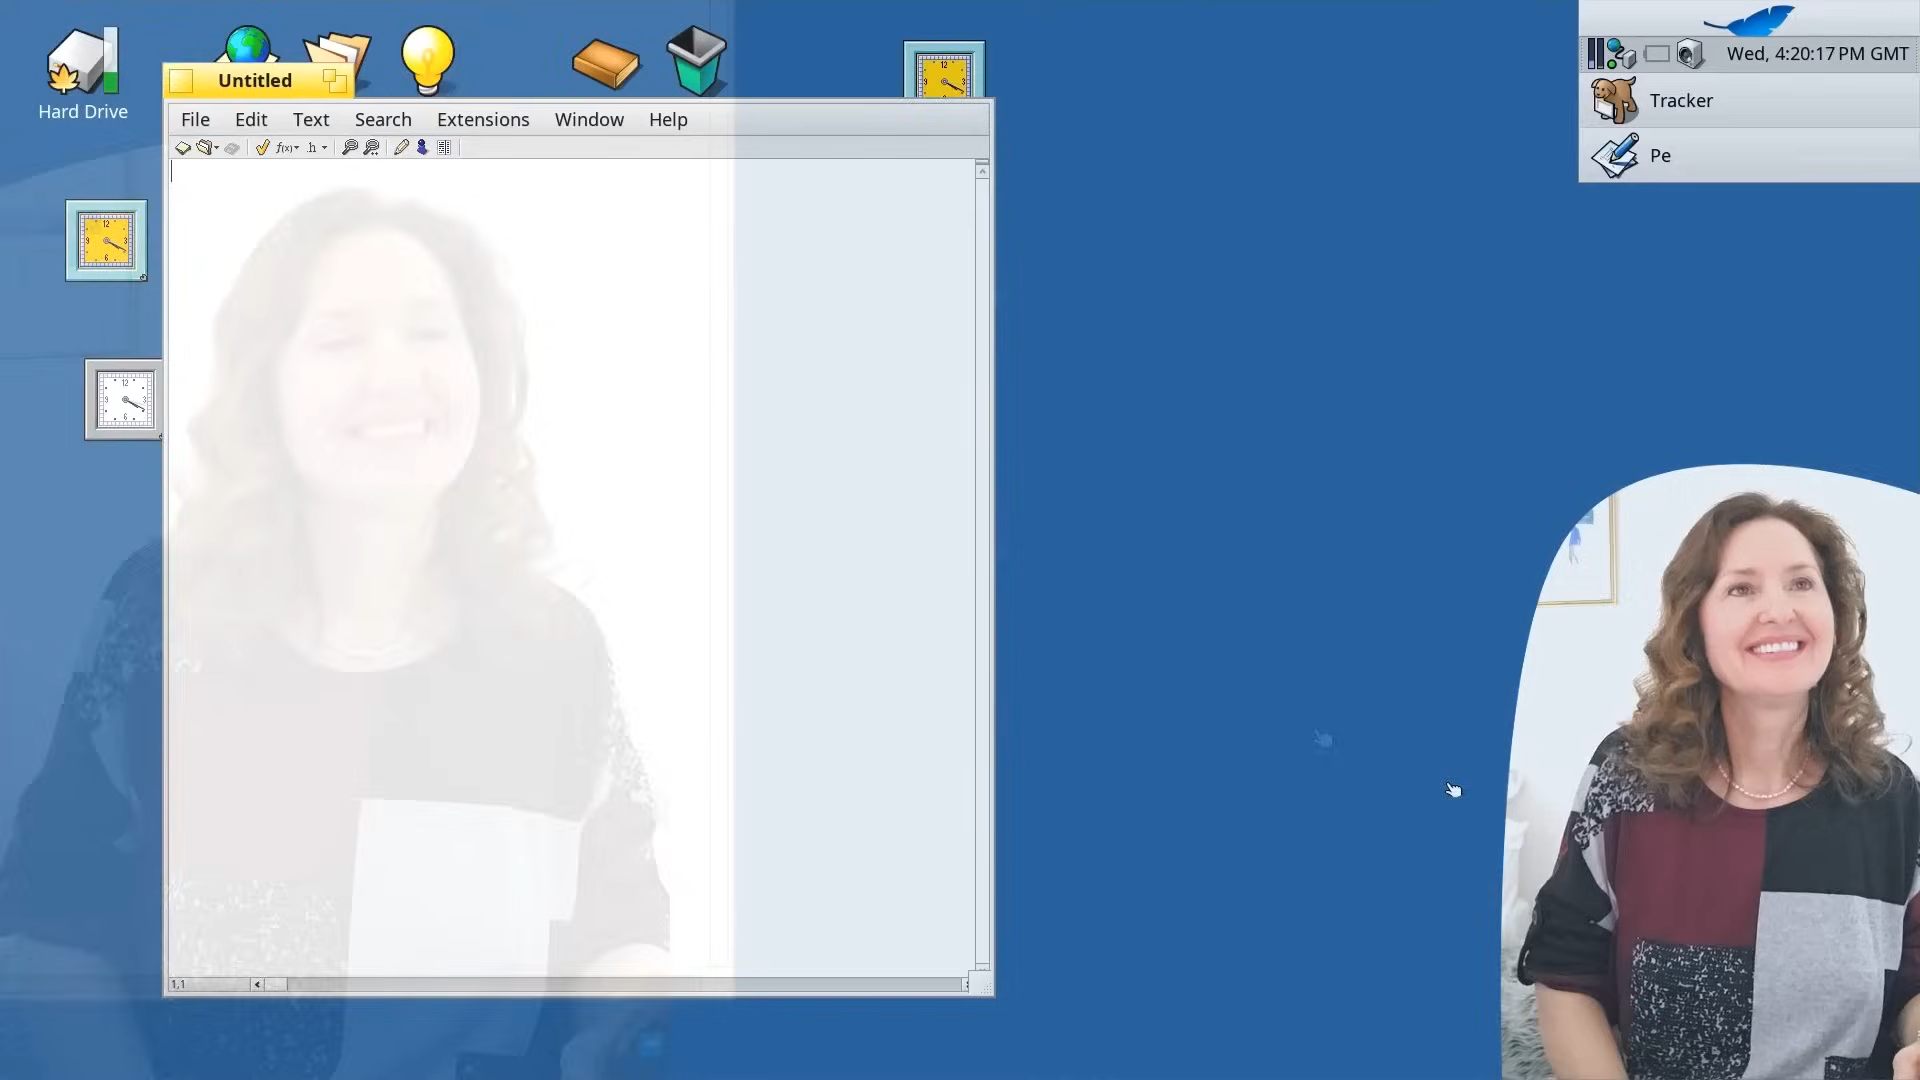 Wed, 4:20:17 PM GMT
Tracker
Pe
Hard Drive
Untitled
File Edit Text Search Extensions Window Help
f(x) .h
1,1